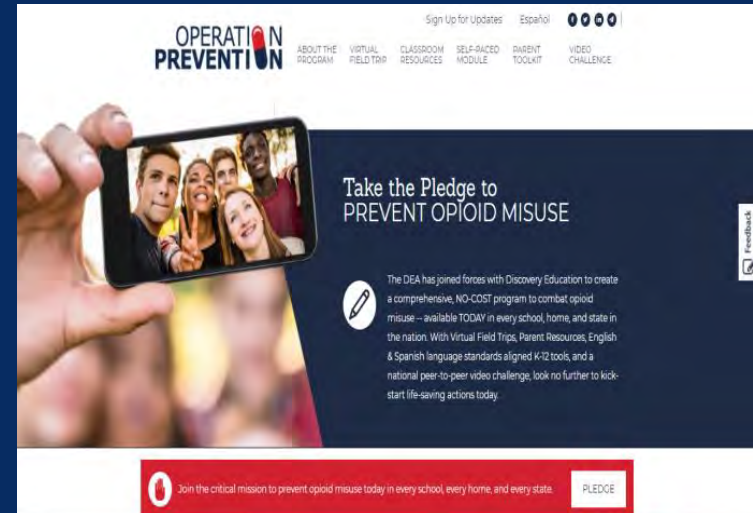 Sign Up for Updates Español
OPERATION
PREVENTION
ABOUT THE PROGRAM
VIRTUAL FIELD TRIP
CLASSROOM RESOURCES
SELF-PACED MODULE
PARENT TOOLKIT
VIDEO CHALLENGE
Take the Pledge to
PREVENT OPIOID MISUSE
Feedback
The DEA has joined forces with Discovery Education to create
a comprehensive, NO-COST program to combat opioid
misuse – available TODAY in every school, home, and state in
the nation. With Virtual Field Trips, Parent Resources, English
& Spanish language standards aligned K-12 tools, and a
national peer-to-peer video challenge, look no further to kick-
start life-saving actions today.
Join the critical mission to prevent opioid misuse today in every school, every home, and every state.
PLEDGE